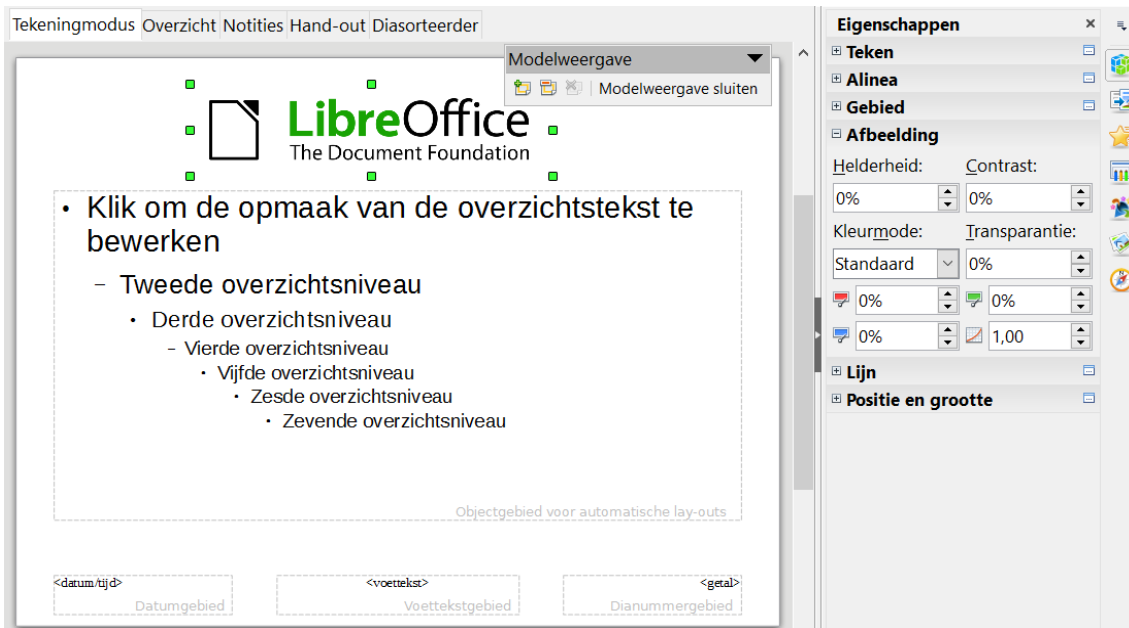 Tekeningmodus Overzicht Notities Hand-out Diasorteerder
Modelweergave
Modelweergave sluiten
LibreOffice
The Document Foundation
• Klik om de opmaak van de overzichtstekst te
bewerken
– Tweede overzichtsniveau
• Derde overzichtsniveau
– Vierde overzichtsniveau
• Vijfde overzichtsniveau
• Zesde overzichtsniveau
• Zevende overzichtsniveau
Objectgebied voor automatische lay-outs
<datum/tijd> <voettekst> <getal>
Datumgebied Voettekstgebied Dianummergebied
Eigenschappen
Teken
Alinea
Gebied
Afbeelding
Helderheid: Contrast:
0% 0%
Kleurmode: Transparantie:
Standaard 0%
0% 0%
0% 1,00
Lijn
Positie en grootte